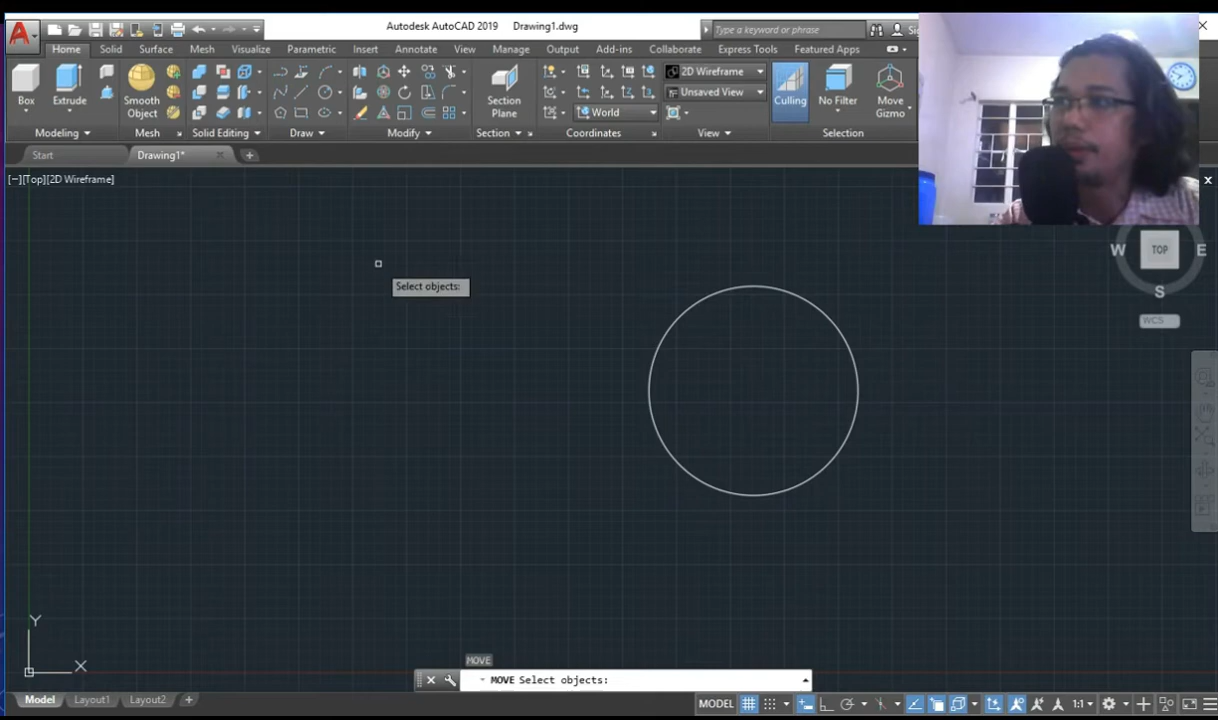 Autodesk AutoCAD 2019 Drawing1.dwg
Type a keyword or phrase
Home Solid Surface Mesh Visualize Parametric Insert Annotate View Manage Output Add-ins Collaborate Express Tools Featured Apps
2D Wireframe
Unsaved View
World
Box Extrude Smooth Object Section Plane Culling No Filter Move Gizmo
Modeling Mesh Solid Editing Draw Modify Section Coordinates View Selection
Start Drawing1*
[−][Top][2D Wireframe]
W TOP E
S
WCS
Select objects:
Y
X
MOVE
MOVE Select objects:
Model Layout1 Layout2
MODEL 1:1